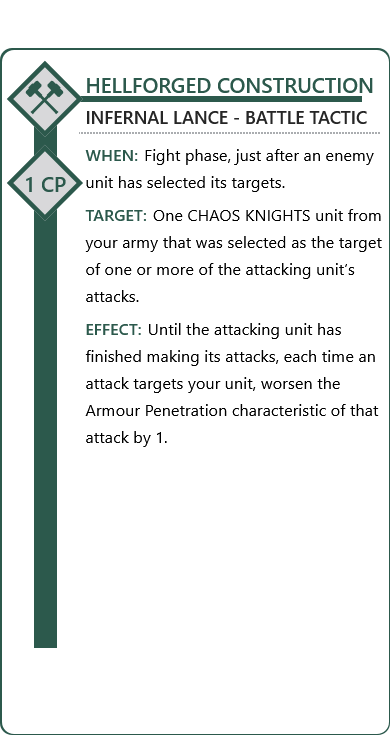 HELLFORGED CONSTRUCTION
INFERNAL LANCE - BATTLE TACTIC
1 CP
WHEN: Fight phase, just after an enemy
unit has selected its targets.
TARGET: One CHAOS KNIGHTS unit from
your army that was selected as the target
of one or more of the attacking unit’s
attacks.
EFFECT: Until the attacking unit has
finished making its attacks, each time an
attack targets your unit, worsen the
Armour Penetration characteristic of that
attack by 1.